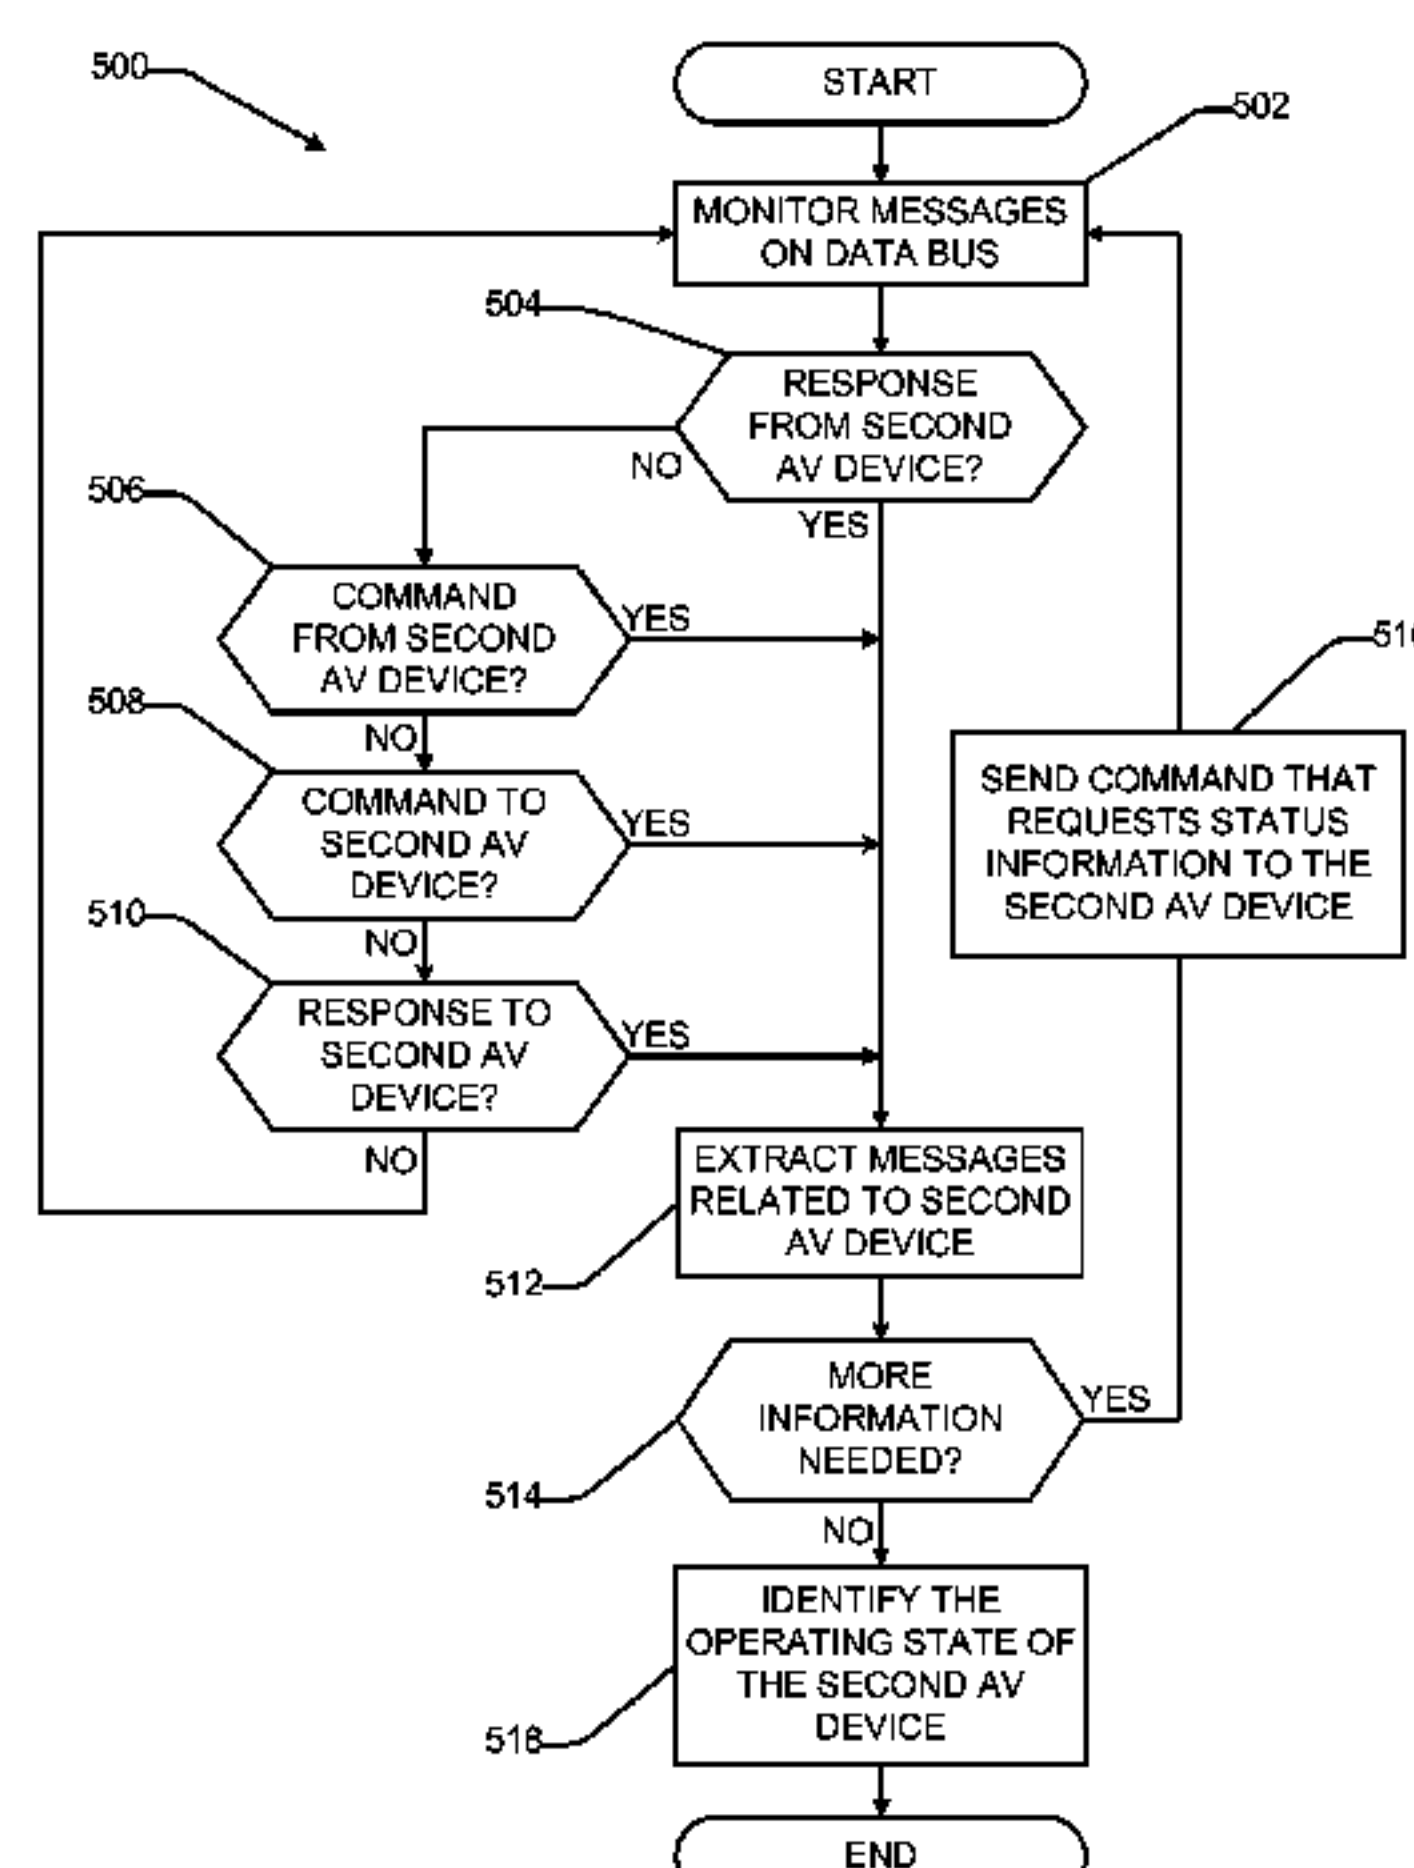 500
START
502
MONITOR MESSAGES
ON DATA BUS
504
RESPONSE
FROM SECOND
AV DEVICE?
NO
YES
506
COMMAND
FROM SECOND
AV DEVICE?
YES
NO
508
COMMAND TO
SECOND AV
DEVICE?
YES
NO
510
RESPONSE TO
SECOND AV
DEVICE?
YES
NO
SEND COMMAND THAT
REQUESTS STATUS
INFORMATION TO THE
SECOND AV DEVICE
EXTRACT MESSAGES
RELATED TO SECOND
AV DEVICE
512
MORE
INFORMATION
NEEDED?
YES
514
NO
IDENTIFY THE
OPERATING STATE OF
THE SECOND AV
DEVICE
518
END